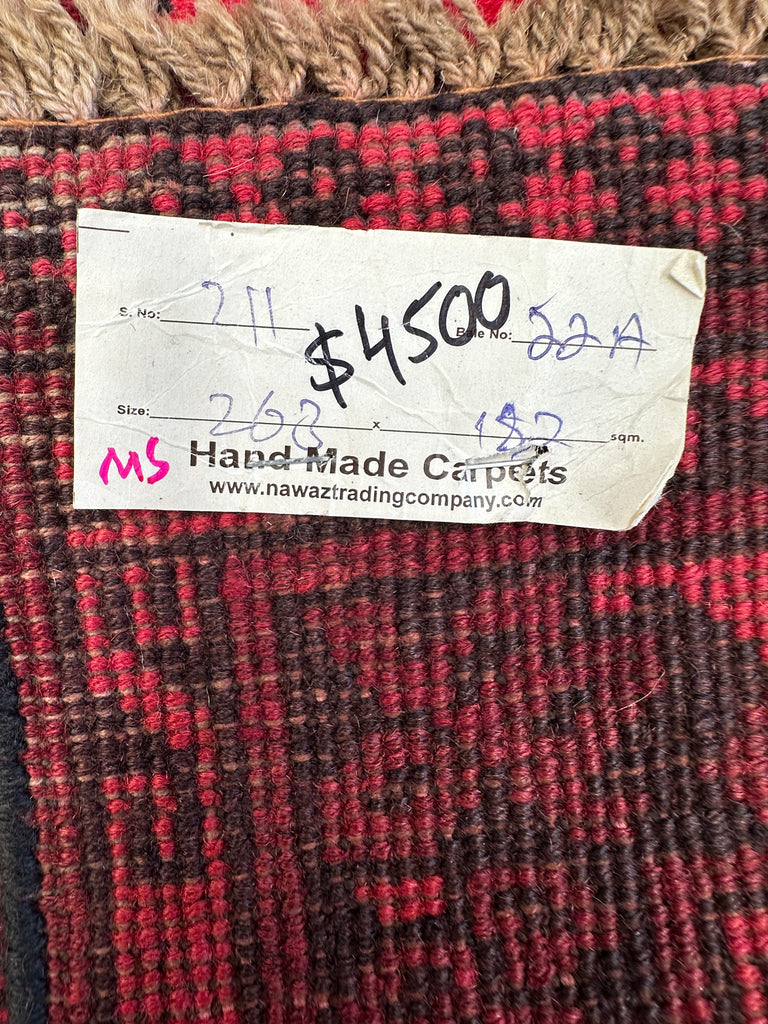 S. No: 211 Bale No: 22A
$4500
Size: 263 x 182 sqm.
MS Hand Made Carpets
www.nawaztradingcompany.com